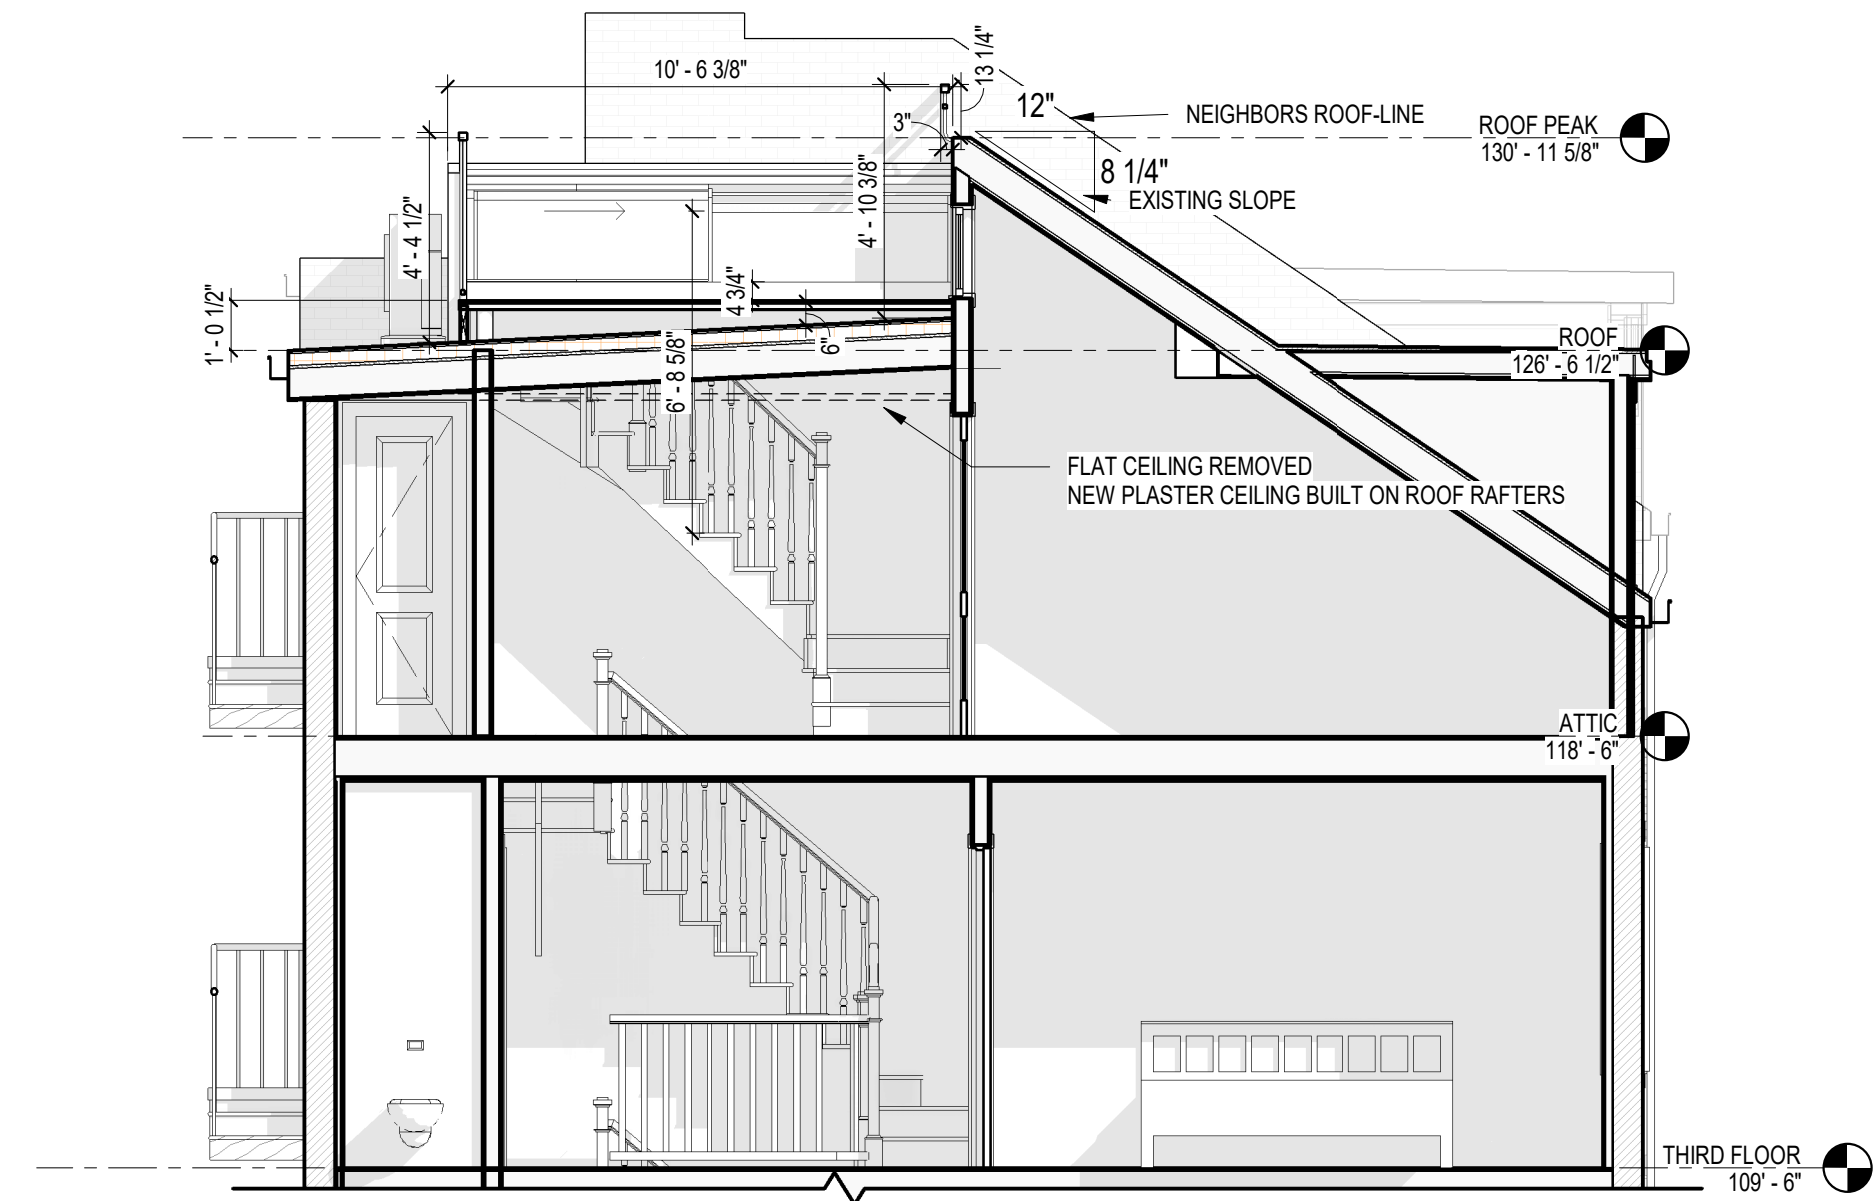 13 1/4"
10' - 6 3/8"
12"
NEIGHBORS ROOF-LINE
3"
ROOF PEAK
130' - 11 5/8"
8 1/4"
EXISTING SLOPE
4' - 10 3/8"
4' - 4 1/2"
4 3/4"
1' - 0 1/2"
6"
6' - 8 5/8"
ROOF
126' - 6 1/2"
FLAT CEILING REMOVED
NEW PLASTER CEILING BUILT ON ROOF RAFTERS
ATTIC
118' - 6"
THIRD FLOOR
109' - 6"